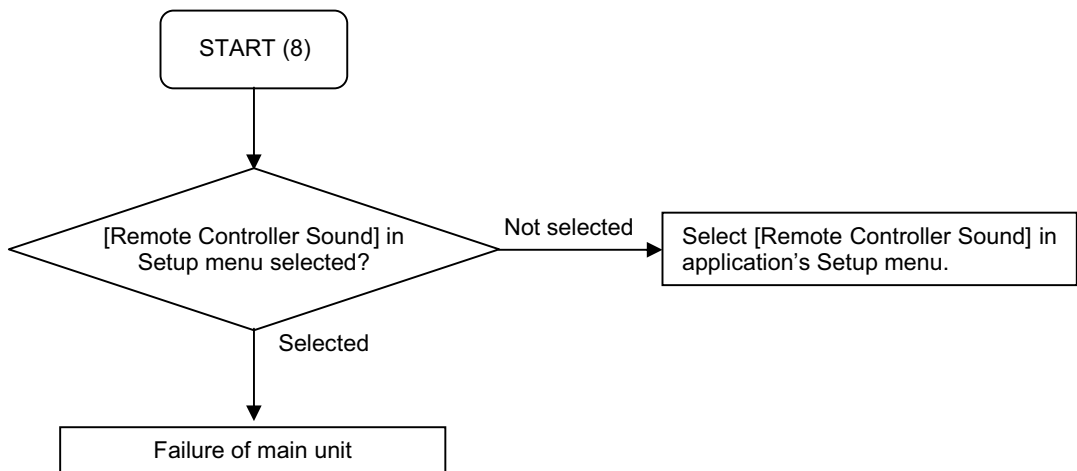 START (8)
[Remote Controller Sound] in
Setup menu selected?
Not selected
Select [Remote Controller Sound] in
application's Setup menu.
Selected
Failure of main unit